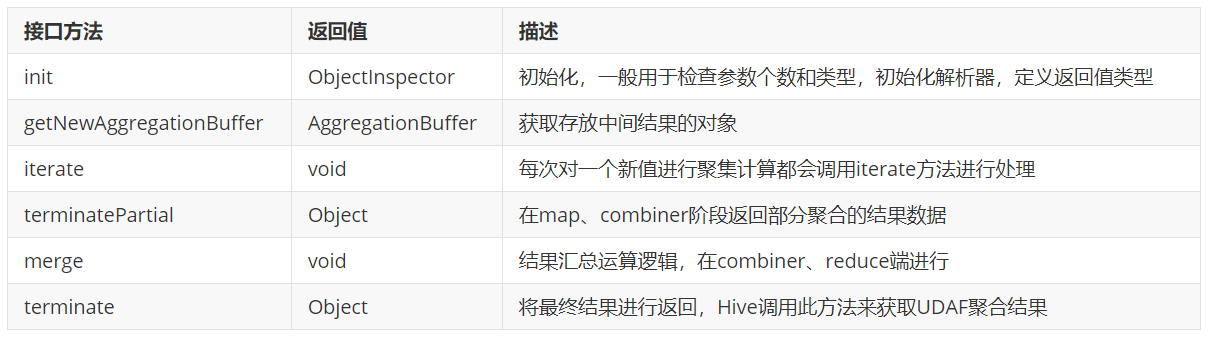 接口方法 返回值 描述
init ObjectInspector 初始化，一般用于检查参数个数和类型，初始化解析器，定义返回值类型
getNewAggregationBuffer AggregationBuffer 获取存放中间结果的对象
iterate void 每次对一个新值进行聚集计算都会调用iterate方法进行处理
terminatePartial Object 在map、combiner阶段返回部分聚合的结果数据
merge void 结果汇总运算逻辑，在combiner、reduce端进行
terminate Object 将最终结果进行返回，Hive调用此方法来获取UDAF聚合结果